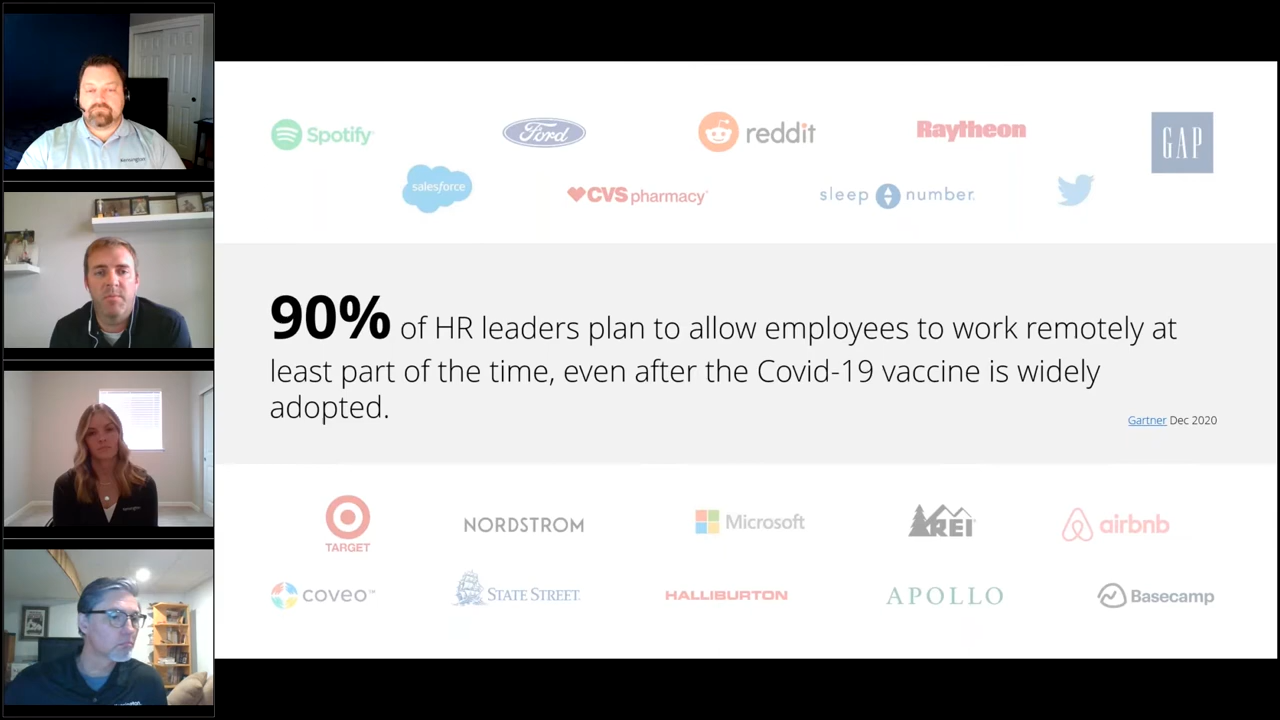 Spotify
Ford
reddit
Raytheon
GAP
salesforce
CVS pharmacy
sleep number
90% of HR leaders plan to allow employees to work remotely at
least part of the time, even after the Covid-19 vaccine is widely
adopted.
Gartner Dec 2020
TARGET
NORDSTROM
Microsoft
REI
airbnb
coveo™
STATE STREET
HALLIBURTON
APOLLO
Basecamp
Kensington